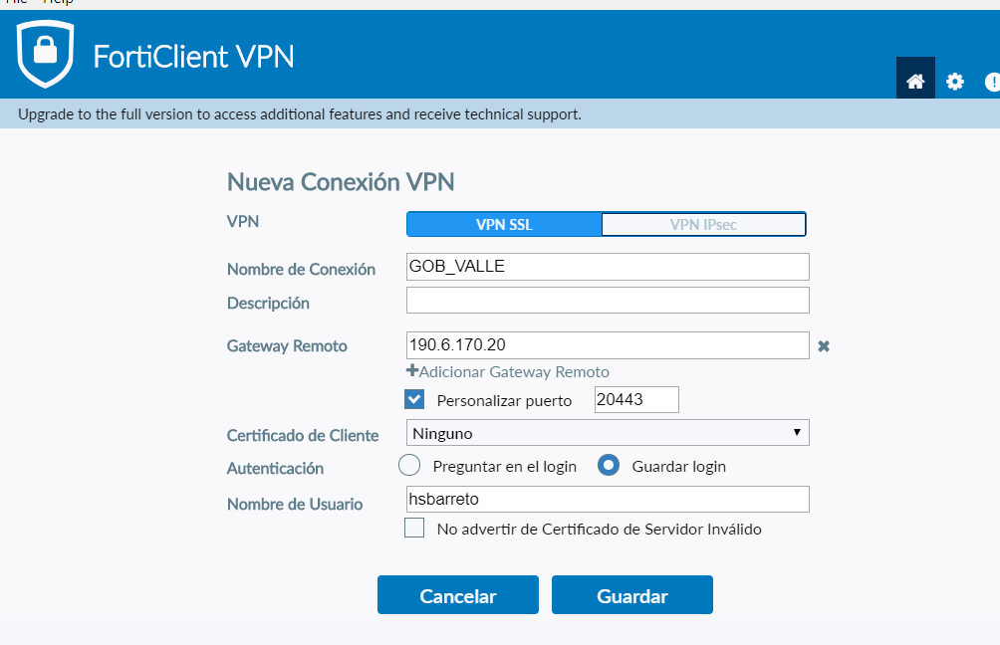 File Help
FortiClient VPN
Upgrade to the full version to access additional features and receive technical support.
Nueva Conexión VPN
VPN VPN SSL VPN IPsec
Nombre de Conexión GOB_VALLE
Descripción
Gateway Remoto 190.6.170.20
Adicionar Gateway Remoto
Personalizar puerto 20443
Certificado de Cliente Ninguno
Autenticación Preguntar en el login Guardar login
Nombre de Usuario hsbarreto
No advertir de Certificado de Servidor Inválido
Cancelar Guardar